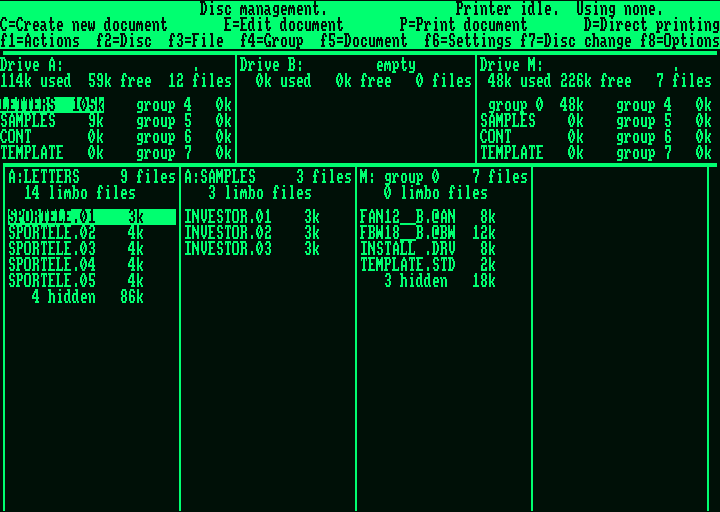 Disc management. Printer idle. Using none.
C=Create new document E=Edit document P=Print document D=Direct printing
f1=Actions f2=Disc f3=File f4=Group f5=Document f6=Settings f7=Disc change f8=Options
Drive A: .
114k used 59k free 12 files
LETTERS 105k group 4 0k
SAMPLES 9k group 5 0k
CONT 0k group 6 0k
TEMPLATE 0k group 7 0k
Drive B: empty
0k used 0k free 0 files
Drive M: .
48k used 226k free 7 files
group 0 48k group 4 0k
SAMPLES 0k group 5 0k
CONT 0k group 6 0k
TEMPLATE 0k group 7 0k
A:LETTERS 9 files
14 limbo files
SPORTELE.01 3k
SPORTELE.02 4k
SPORTELE.03 4k
SPORTELE.04 4k
SPORTELE.05 4k
4 hidden 86k
A:SAMPLES 3 files
3 limbo files
INVESTOR.01 3k
INVESTOR.02 3k
INVESTOR.03 3k
M: group 0 7 files
0 limbo files
FAN12__B.@AN 8k
FBW18__B.@BW 12k
INSTALL .DRV 8k
TEMPLATE.STD 2k
3 hidden 18k